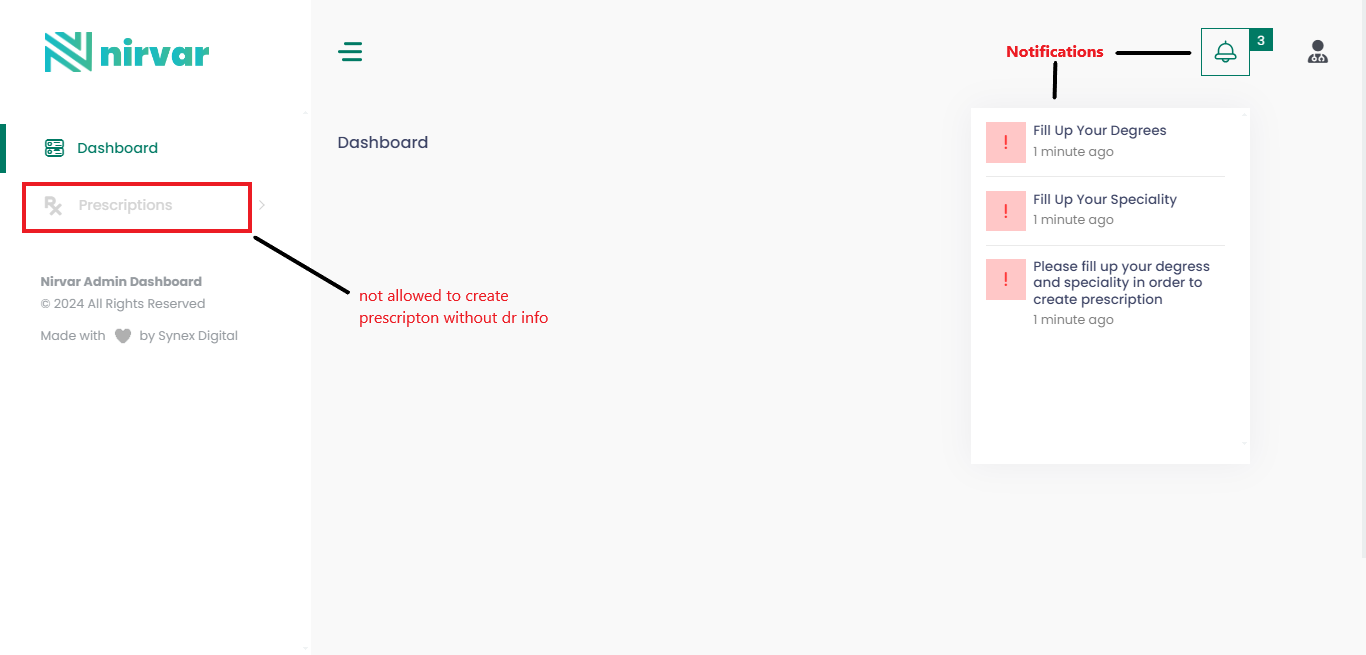 nirvar
Notifications
3
Dashboard
Dashboard
Prescriptions
Fill Up Your Degrees
1 minute ago
Fill Up Your Speciality
1 minute ago
Please fill up your degress
and speciality in order to
create prescription
1 minute ago
Nirvar Admin Dashboard
© 2024 All Rights Reserved
Made with by Synex Digital
not allowed to create
prescripton without dr info